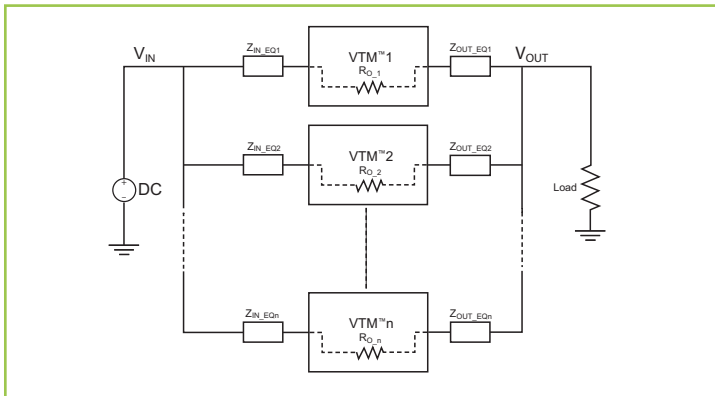 V_IN
Z_IN_EQ1
VTM™1
R_O_1
Z_OUT_EQ1
V_OUT
Z_IN_EQ2
VTM™2
R_O_2
Z_OUT_EQ2
+
–
DC
Load
Z_IN_EQn
VTM™n
R_O_n
Z_OUT_EQn